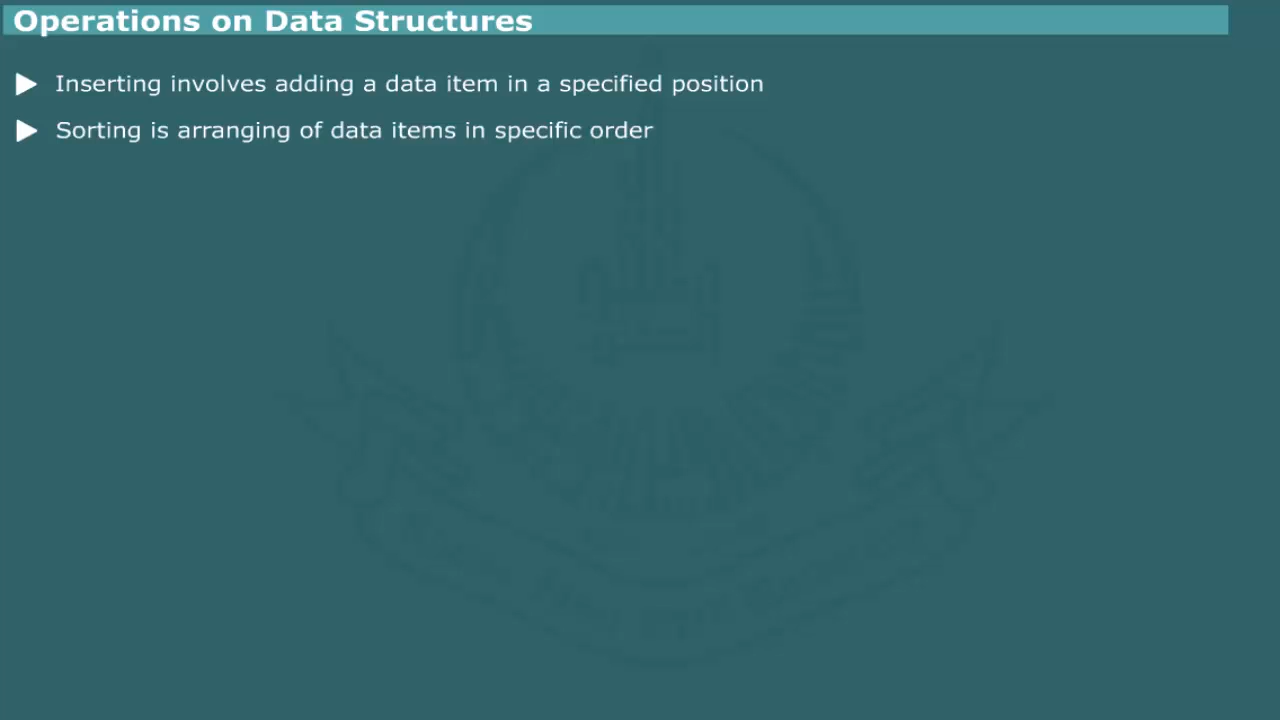 Operations on Data Structures
Inserting involves adding a data item in a specified position
Sorting is arranging of data items in specific order